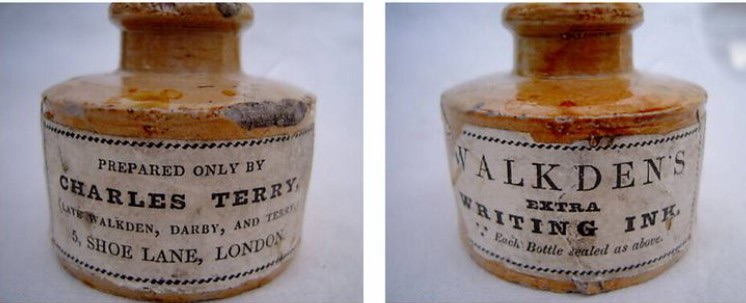 PREPARED ONLY BY
CHARLES TERRY,
(LATE WALKDEN, DARBY, AND TERRY,)
5, SHOE LANE, LONDON
WALKDEN'S
EXTRA
WRITING INK.
Each Bottle sealed as above.